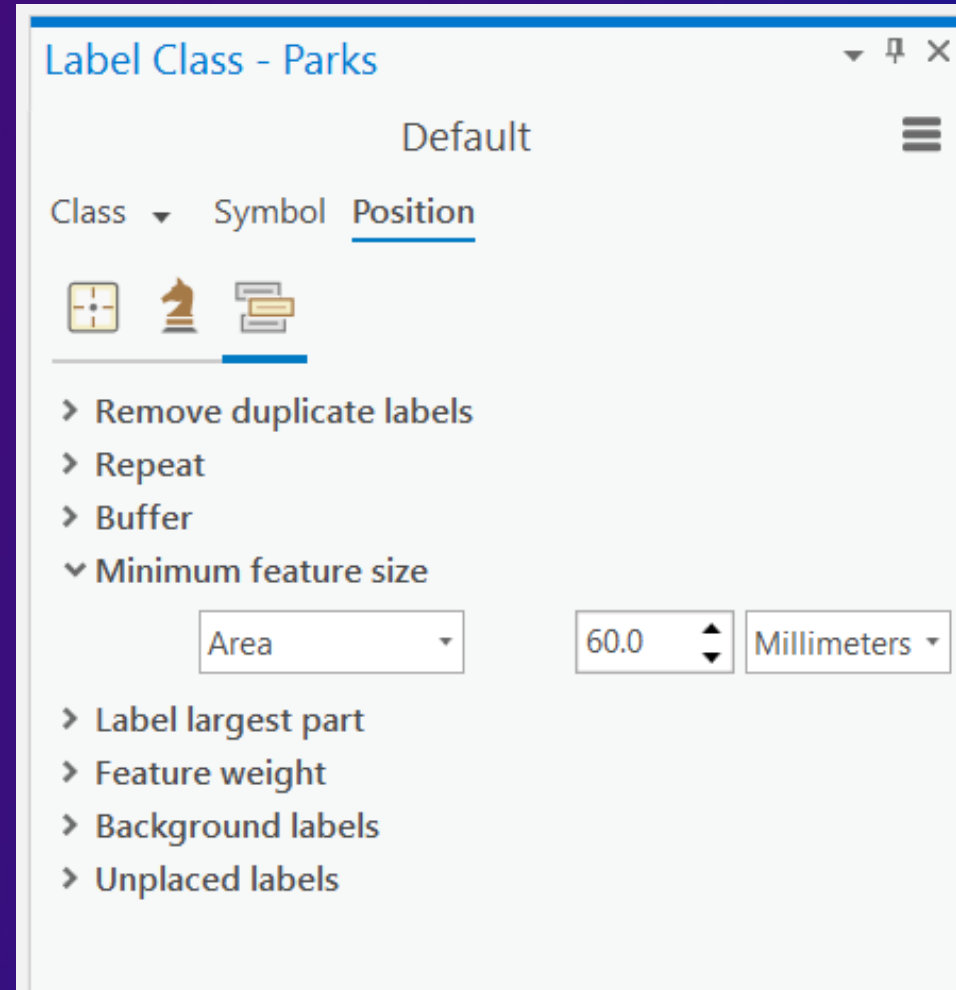 Label Class - Parks
Default
Class Symbol Position
Remove duplicate labels
Repeat
Buffer
Minimum feature size
Area 60.0 Millimeters
Label largest part
Feature weight
Background labels
Unplaced labels